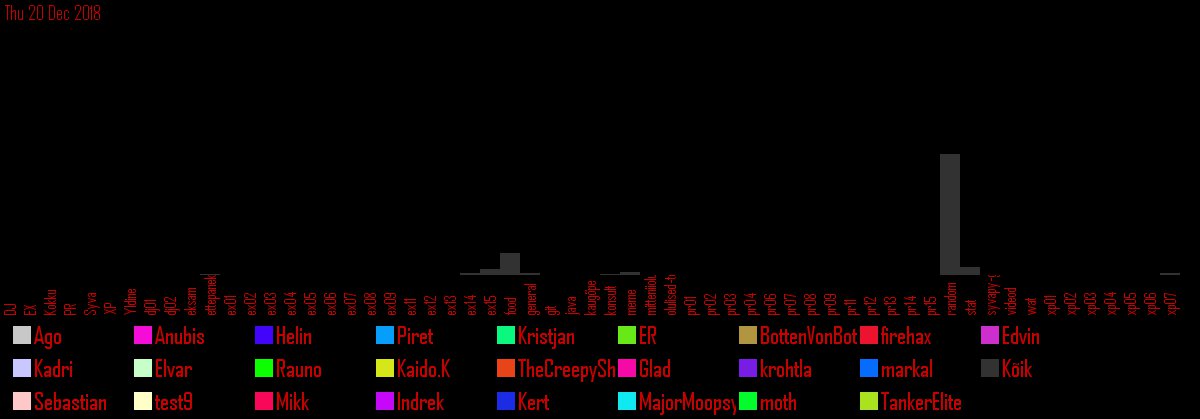 Thu 20 Dec 2018
DJ EX Kokku PR Syva XP Yldine dj01 dj02 eksam ettepanek ex01 ex02 ex03 ex04 ex05 ex06 ex07 ex08 ex09 ex11 ex12 ex13 ex14 ex15 food general git java kaugõpe konsult meme mitteniloli olulised-h pr01 pr02 pr03 pr04 pr06 pr07 pr08 pr09 pr11 pr12 pr13 pr14 pr15 random stat videod wat xp01 xp02 xp03 xp04 xp05 xp06 xp07
Ago Anubis Helin Piret Kristjan ER BottenVonBot firehax Edvin
Kadri Elvar Rauno Kaido.K TheCreepySh Glad krohtla markal Kõik
Sebastian test9 Mikk Indrek Kert MajorMoopsy moth TankerElite